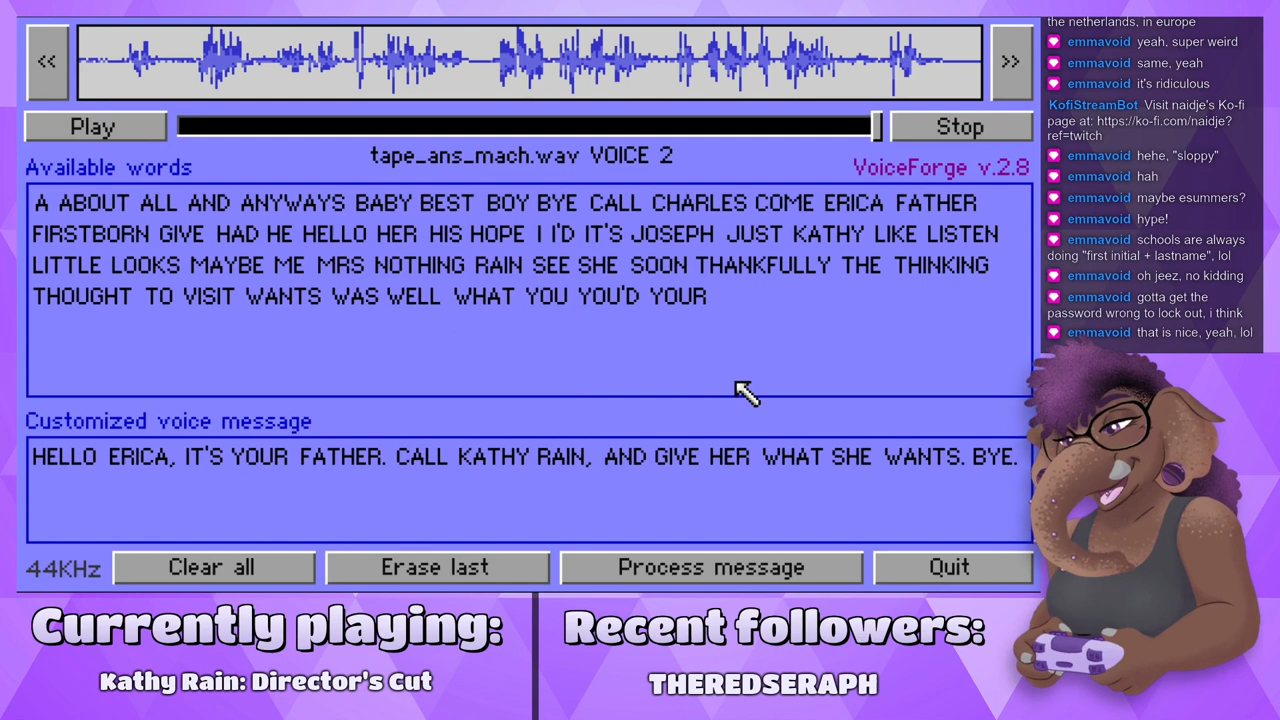 <<
>>
Play
Stop
tape_ans_mach.wav VOICE 2
Available words
VoiceForge v.2.8
A ABOUT ALL AND ANYWAYS BABY BEST BOY BYE CALL CHARLES COME ERICA FATHER
FIRSTBORN GIVE HAD HE HELLO HER HIS HOPE I I'D IT'S JOSEPH JUST KATHY LIKE LISTEN
LITTLE LOOKS MAYBE ME MRS NOTHING RAIN SEE SHE SOON THANKFULLY THE THINKING
THOUGHT TO VISIT WANTS WAS WELL WHAT YOU YOU'D YOUR
Customized voice message
HELLO ERICA, IT'S YOUR FATHER. CALL KATHY RAIN, AND GIVE HER WHAT SHE WANTS. BYE.
44KHz
Clear all
Erase last
Process message
Quit
the netherlands, in europe
emmavoid yeah, super weird
emmavoid same, yeah
emmavoid it's ridiculous
KofiStreamBot Visit naidje's Ko-fi
page at: https://ko-fi.com/naidje?
ref=twitch
emmavoid hehe, "sloppy"
emmavoid hah
emmavoid maybe esummers?
emmavoid hype!
emmavoid schools are always
doing "first initial + lastname", lol
emmavoid oh jeez, no kidding
emmavoid gotta get the
password wrong to lock out, i think
emmavoid that is nice, yeah, lol
Currently playing:
Kathy Rain: Director's Cut
Recent followers:
THEREDSERAPH